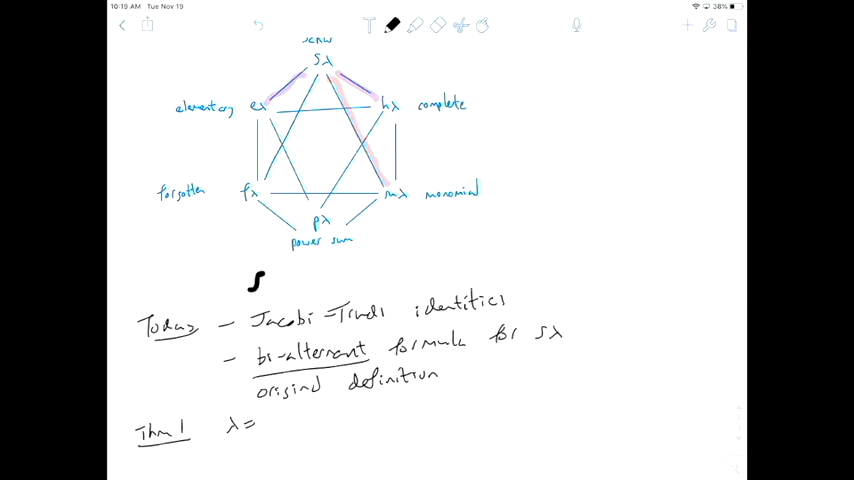 10:19 AM Tue Nov 19
38%
T
schur
sλ
elementary eλ hλ complete
forgotten fλ mλ monomial
pλ
power sum
S
Today - Jacobi-Trudi identities
- bi-alternant formula for sλ
original definition
Thm 1 λ=